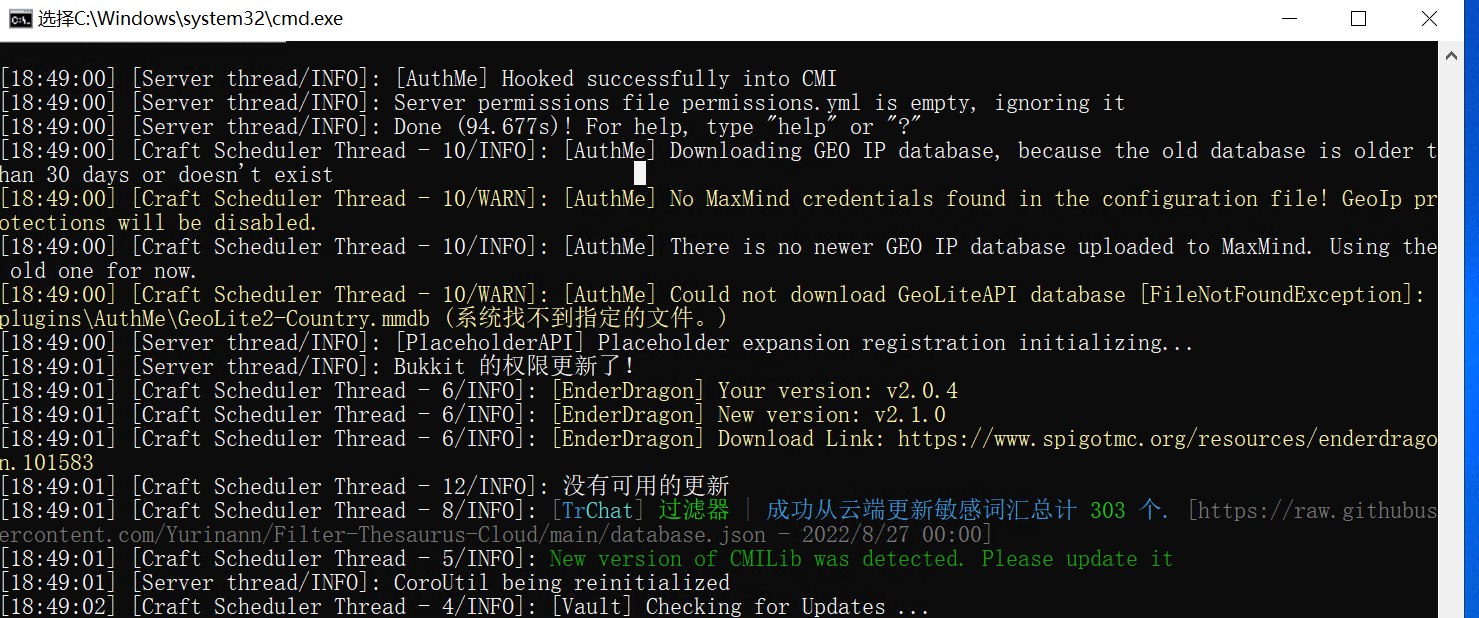 选择C:\Windows\system32\cmd.exe
[18:49:00] [Server thread/INFO]: [AuthMe] Hooked successfully into CMI
[18:49:00] [Server thread/INFO]: Server permissions file permissions.yml is empty, ignoring it
[18:49:00] [Server thread/INFO]: Done (94.677s)! For help, type "help" or "?"
[18:49:00] [Craft Scheduler Thread - 10/INFO]: [AuthMe] Downloading GEO IP database, because the old database is older t
han 30 days or doesn't exist
[18:49:00] [Craft Scheduler Thread - 10/WARN]: [AuthMe] No MaxMind credentials found in the configuration file! GeoIp pr
otections will be disabled.
[18:49:00] [Craft Scheduler Thread - 10/INFO]: [AuthMe] There is no newer GEO IP database uploaded to MaxMind. Using the
 old one for now.
[18:49:00] [Craft Scheduler Thread - 10/WARN]: [AuthMe] Could not download GeoLiteAPI database [FileNotFoundException]:
plugins\AuthMe\GeoLite2-Country.mmdb (系统找不到指定的文件。)
[18:49:00] [Server thread/INFO]: [PlaceholderAPI] Placeholder expansion registration initializing...
[18:49:01] [Server thread/INFO]: Bukkit 的权限更新了!
[18:49:01] [Craft Scheduler Thread - 6/INFO]: [EnderDragon] Your version: v2.0.4
[18:49:01] [Craft Scheduler Thread - 6/INFO]: [EnderDragon] New version: v2.1.0
[18:49:01] [Craft Scheduler Thread - 6/INFO]: [EnderDragon] Download Link: https://www.spigotmc.org/resources/enderdrago
n.101583
[18:49:01] [Craft Scheduler Thread - 12/INFO]: 没有可用的更新
[18:49:01] [Craft Scheduler Thread - 8/INFO]: [TrChat] 过滤器 | 成功从云端更新敏感词汇总计 303 个. [https://raw.githubus
ercontent.com/Yurinann/Filter-Thesaurus-Cloud/main/database.json - 2022/8/27 00:00]
[18:49:01] [Craft Scheduler Thread - 5/INFO]: New version of CMILib was detected. Please update it
[18:49:01] [Server thread/INFO]: CoroUtil being reinitialized
[18:49:02] [Craft Scheduler Thread - 4/INFO]: [Vault] Checking for Updates ...